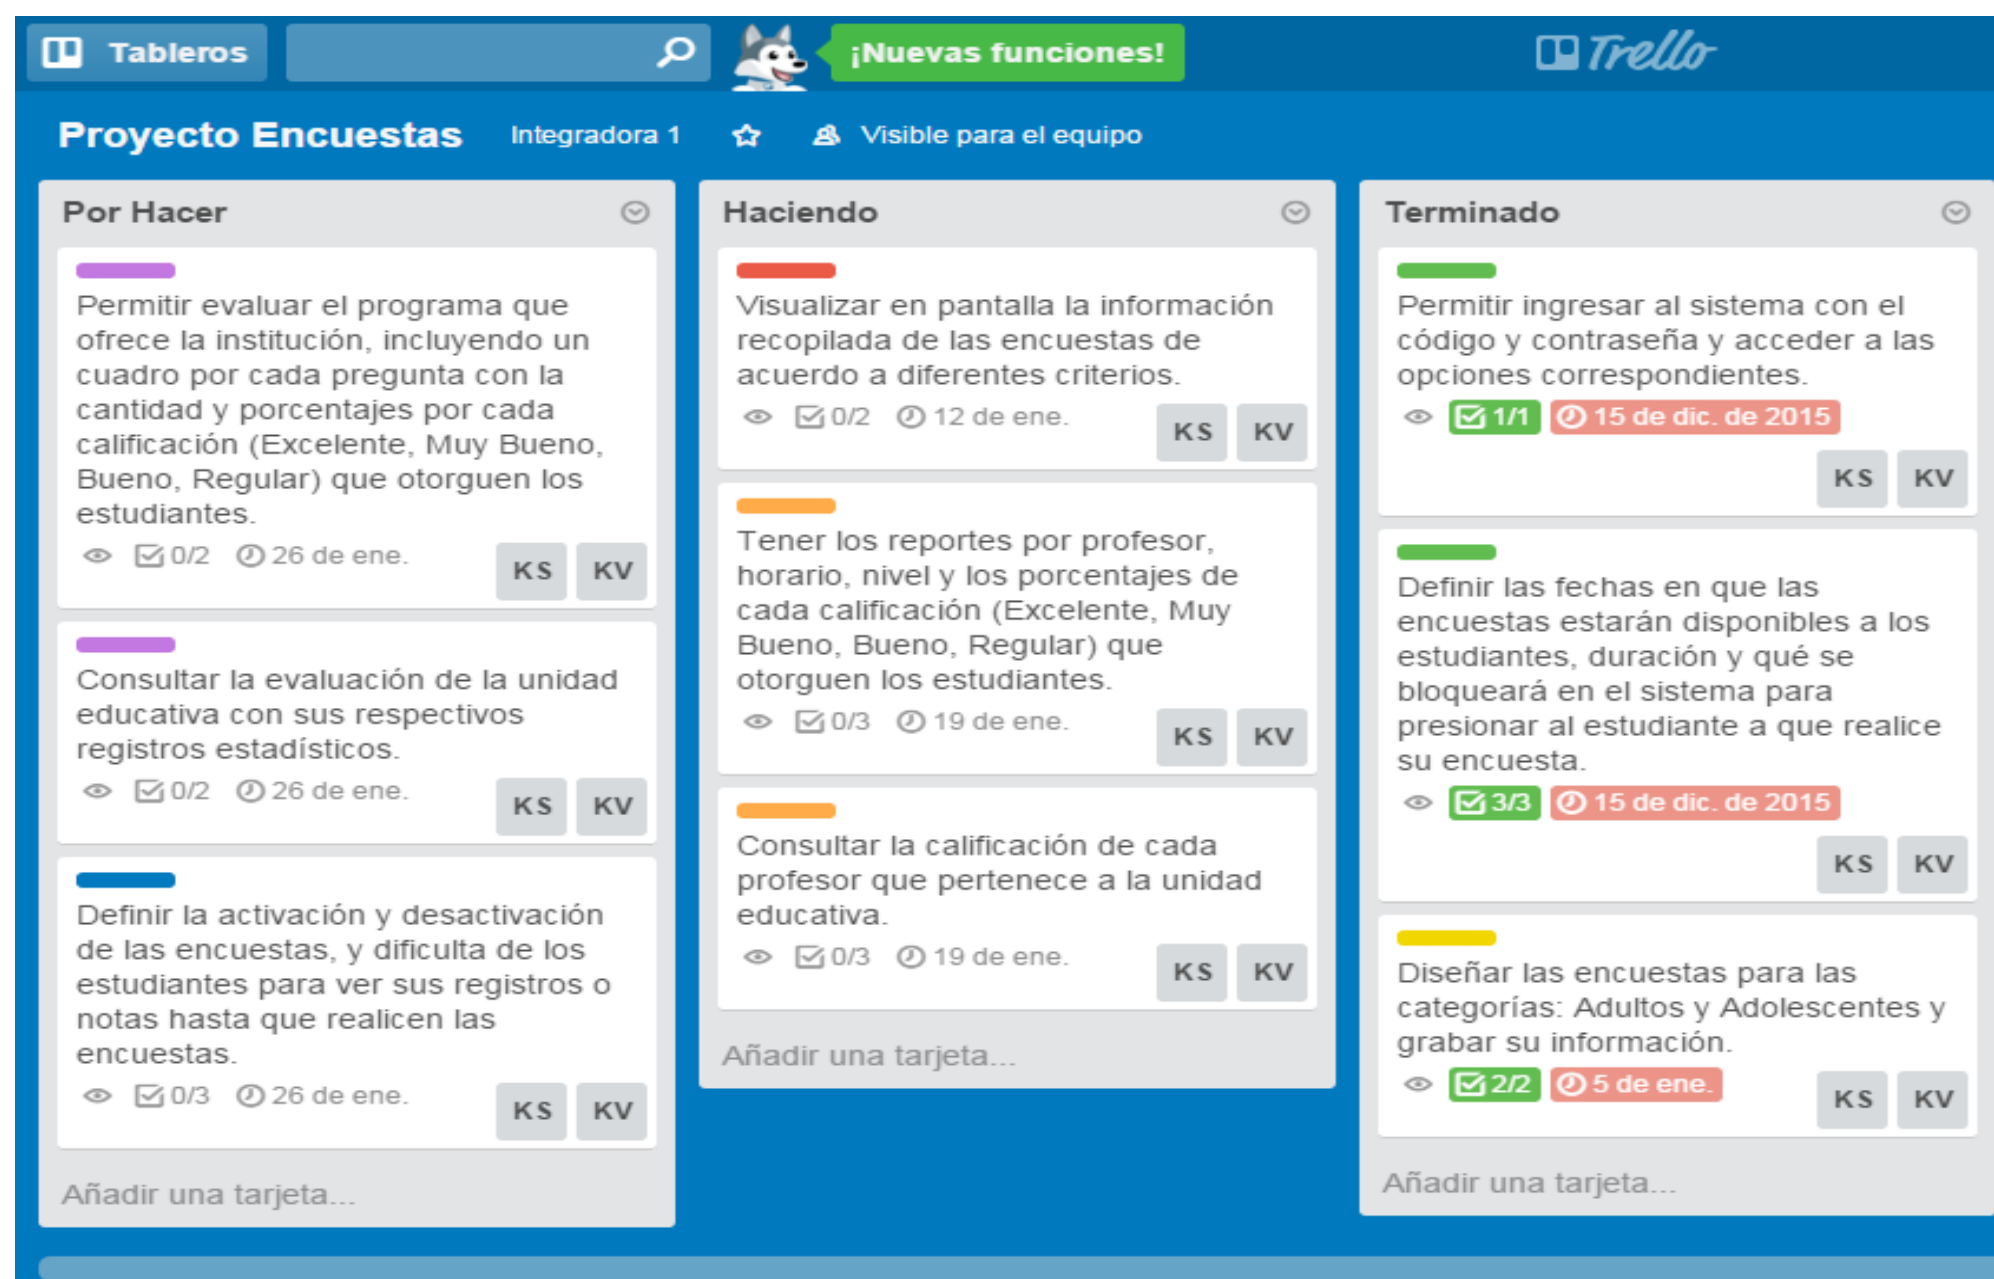 Tableros
¡Nuevas funciones!
Trello
Proyecto Encuestas
Integradora 1
Visible para el equipo
Por Hacer
Permitir evaluar el programa que
ofrece la institución, incluyendo un
cuadro por cada pregunta con la
cantidad y porcentajes por cada
calificación (Excelente, Muy Bueno,
Bueno, Regular) que otorguen los
estudiantes.
0/2 26 de ene.
KS KV
Consultar la evaluación de la unidad
educativa con sus respectivos
registros estadísticos.
0/2 26 de ene.
KS KV
Definir la activación y desactivación
de las encuestas, y dificulta de los
estudiantes para ver sus registros o
notas hasta que realicen las
encuestas.
0/3 26 de ene.
KS KV
Añadir una tarjeta...
Haciendo
Visualizar en pantalla la información
recopilada de las encuestas de
acuerdo a diferentes criterios.
0/2 12 de ene.
KS KV
Tener los reportes por profesor,
horario, nivel y los porcentajes de
cada calificación (Excelente, Muy
Bueno, Bueno, Regular) que
otorguen los estudiantes.
0/3 19 de ene.
KS KV
Consultar la calificación de cada
profesor que pertenece a la unidad
educativa.
0/3 19 de ene.
KS KV
Añadir una tarjeta...
Terminado
Permitir ingresar al sistema con el
código y contraseña y acceder a las
opciones correspondientes.
1/1 15 de dic. de 2015
KS KV
Definir las fechas en que las
encuestas estarán disponibles a los
estudiantes, duración y qué se
bloqueará en el sistema para
presionar al estudiante a que realice
su encuesta.
3/3 15 de dic. de 2015
KS KV
Diseñar las encuestas para las
categorías: Adultos y Adolescentes y
grabar su información.
2/2 5 de ene.
KS KV
Añadir una tarjeta...